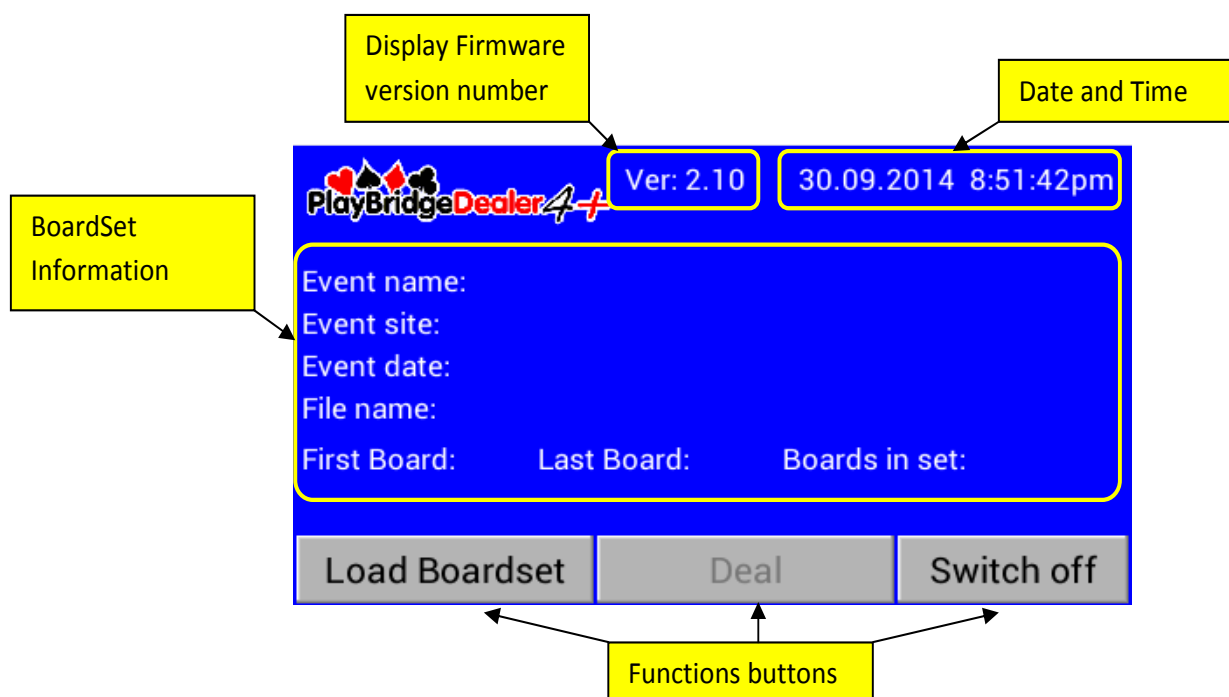 Display Firmware
version number
Date and Time
PlayBridgeDealer4+
Ver: 2.10
30.09.2014 8:51:42pm
BoardSet
Information
Event name:
Event site:
Event date:
File name:
First Board: Last Board: Boards in set:
Load Boardset Deal Switch off
Functions buttons